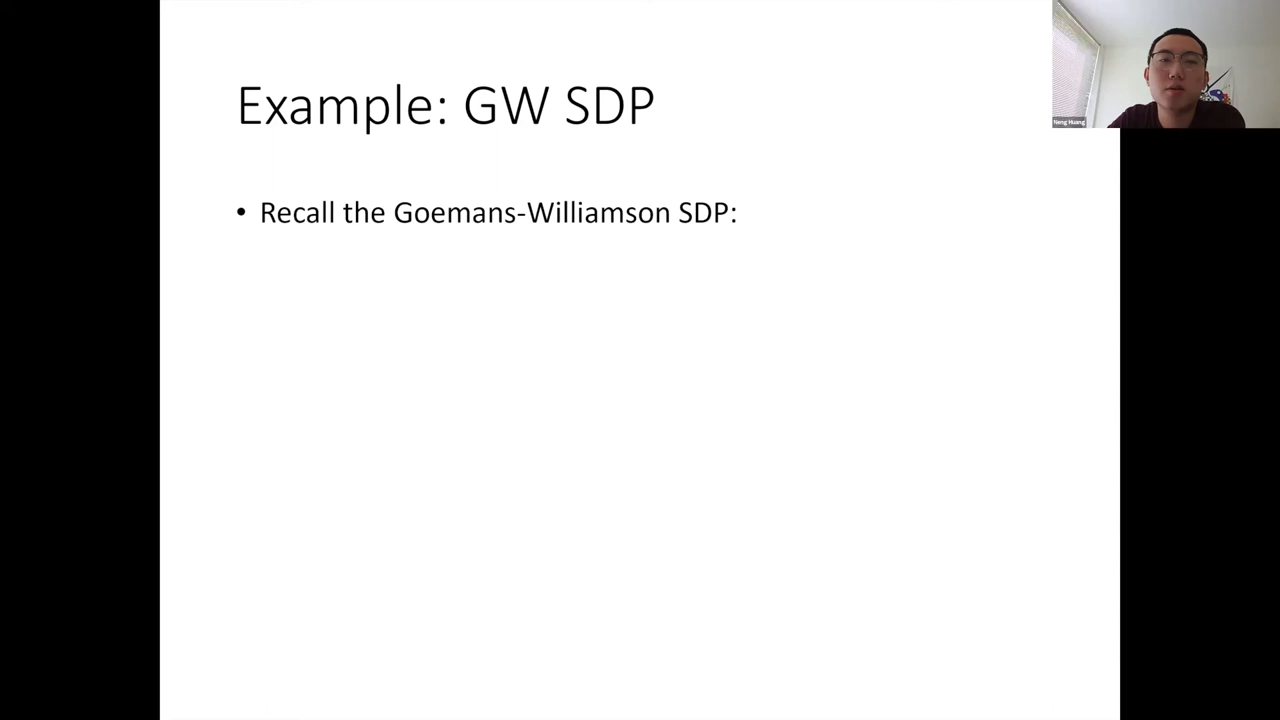 Example: GW SDP
Neng Huang
• Recall the Goemans-Williamson SDP: